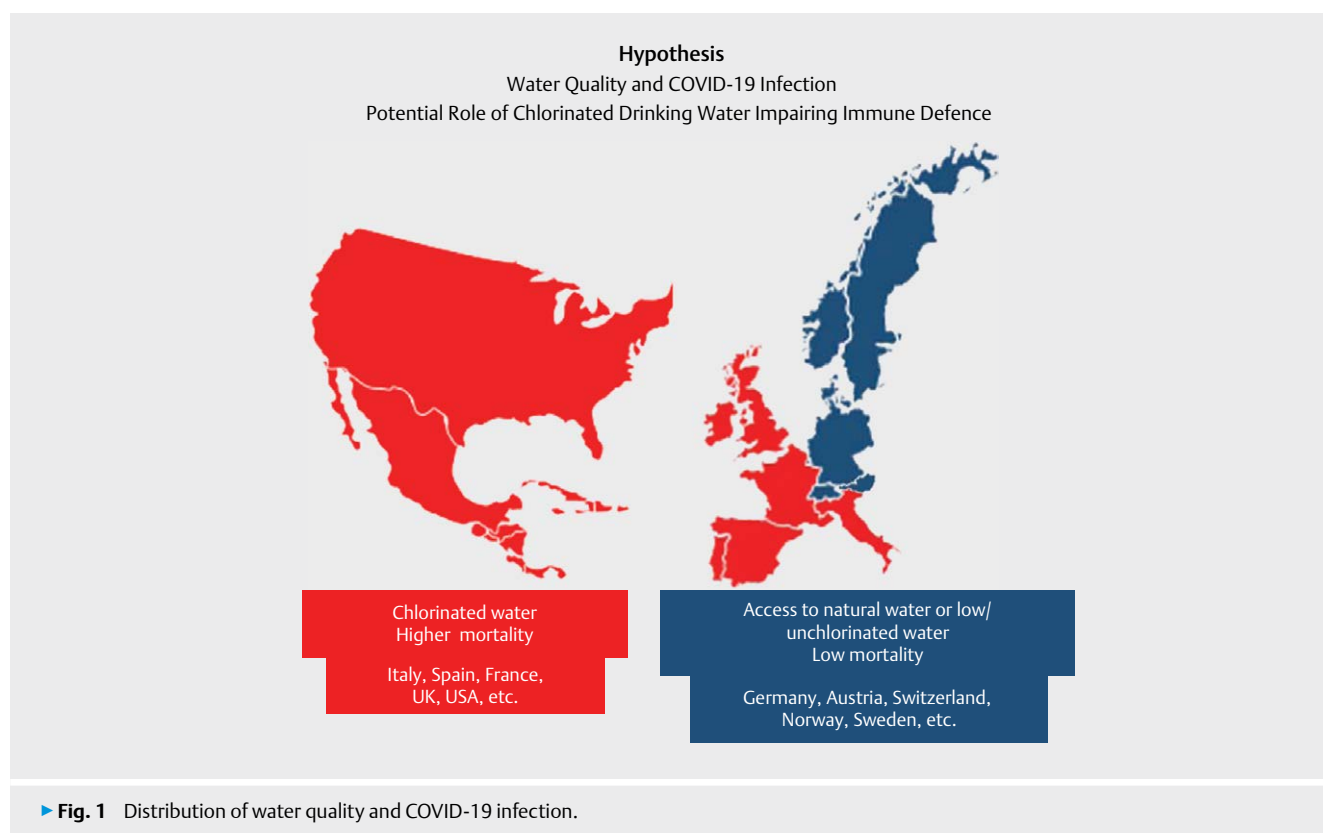 Hypothesis
Water Quality and COVID-19 Infection
Potential Role of Chlorinated Drinking Water Impairing Immune Defence
Chlorinated water
Higher mortality
Italy, Spain, France,
UK, USA, etc.
Access to natural water or low/
unchlorinated water
Low mortality
Germany, Austria, Switzerland,
Norway, Sweden, etc.
▶ Fig. 1 Distribution of water quality and COVID-19 infection.